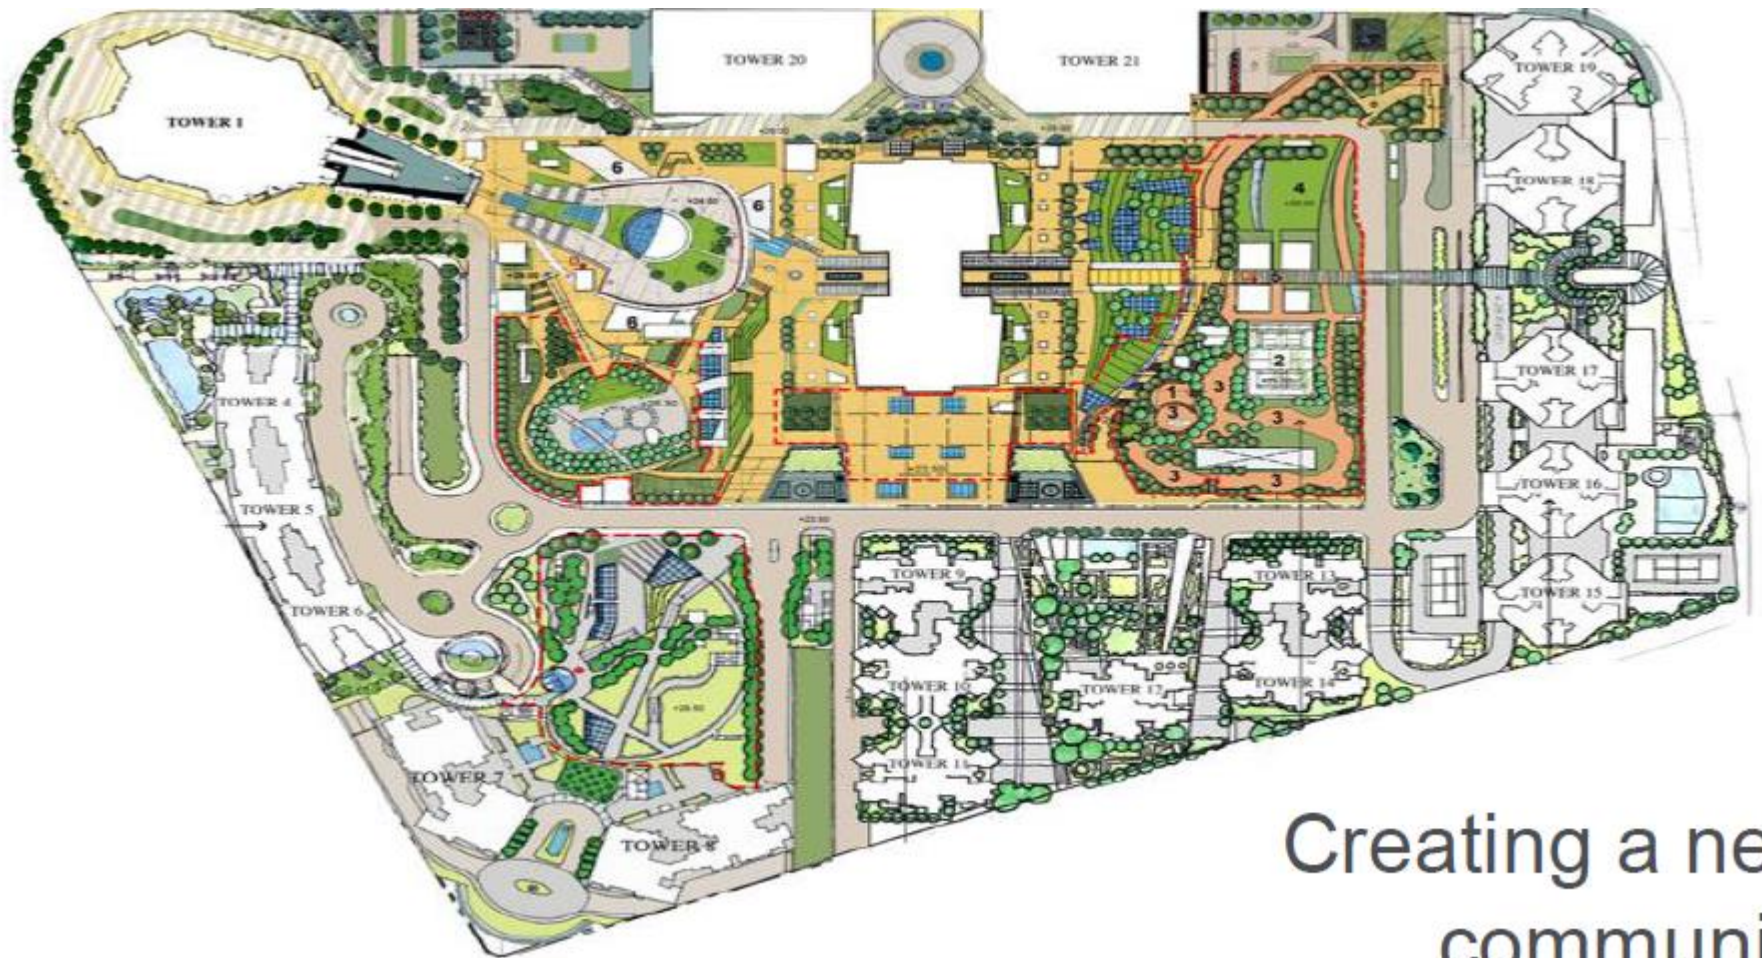 TOWER 20
TOWER 21
TOWER 19
TOWER 1
TOWER 18
6
6
4
6
2
TOWER 17
1
3
3
3
TOWER 4
3
3
TOWER 16
TOWER 5
TOWER 9
TOWER 13
TOWER 15
TOWER 6
TOWER 10
TOWER 12
TOWER 14
TOWER 11
TOWER 7
TOWER 8
Creating a ne
communi